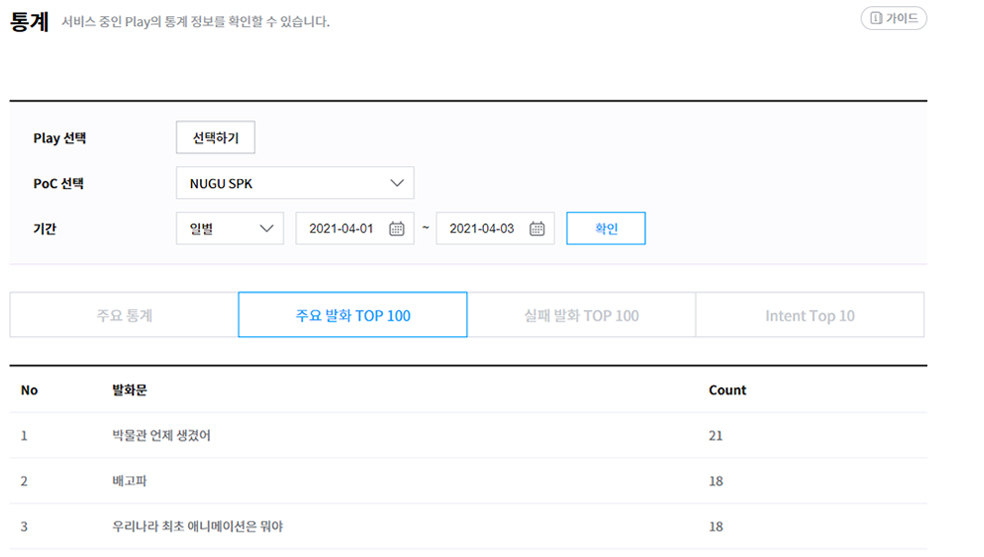 통계 서비스 중인 Play의 통계 정보를 확인할 수 있습니다. 가이드
Play 선택 선택하기
PoC 선택 NUGU SPK
기간 일별 2021-04-01 ~ 2021-04-03 확인
주요 통계 주요 발화 TOP 100 실패 발화 TOP 100 Intent Top 10
No 발화문 Count
1 박물관 언제 생겼어 21
2 배고파 18
3 우리나라 최초 애니메이션은 뭐야 18